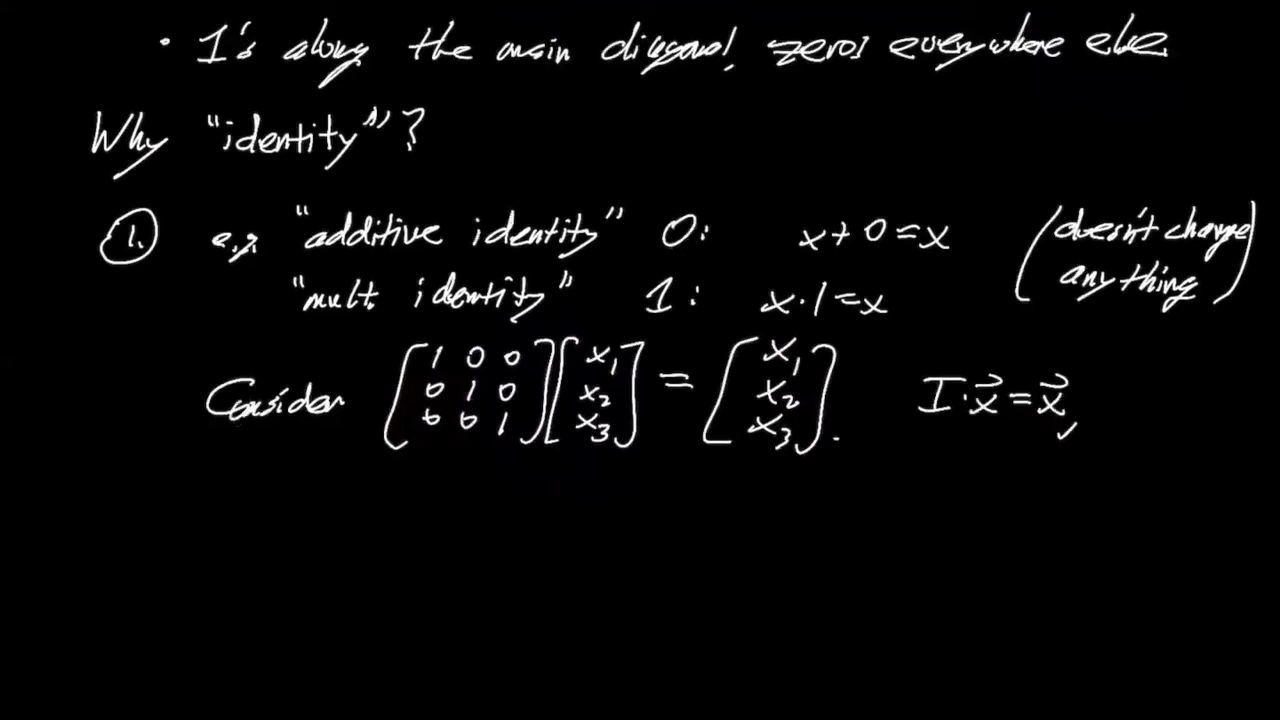 • 1's along the main diagonal, zeros everywhere else.
Why "identity"?
1. e.g. "additive identity" 0: x + 0 = x (doesn't change
"mult. identity" 1: x · 1 = x anything)
Consider [1 0 0; 0 1 0; 0 0 1] [x₁; x₂; x₃] = [x₁; x₂; x₃]. I · x⃗ = x⃗, ✓